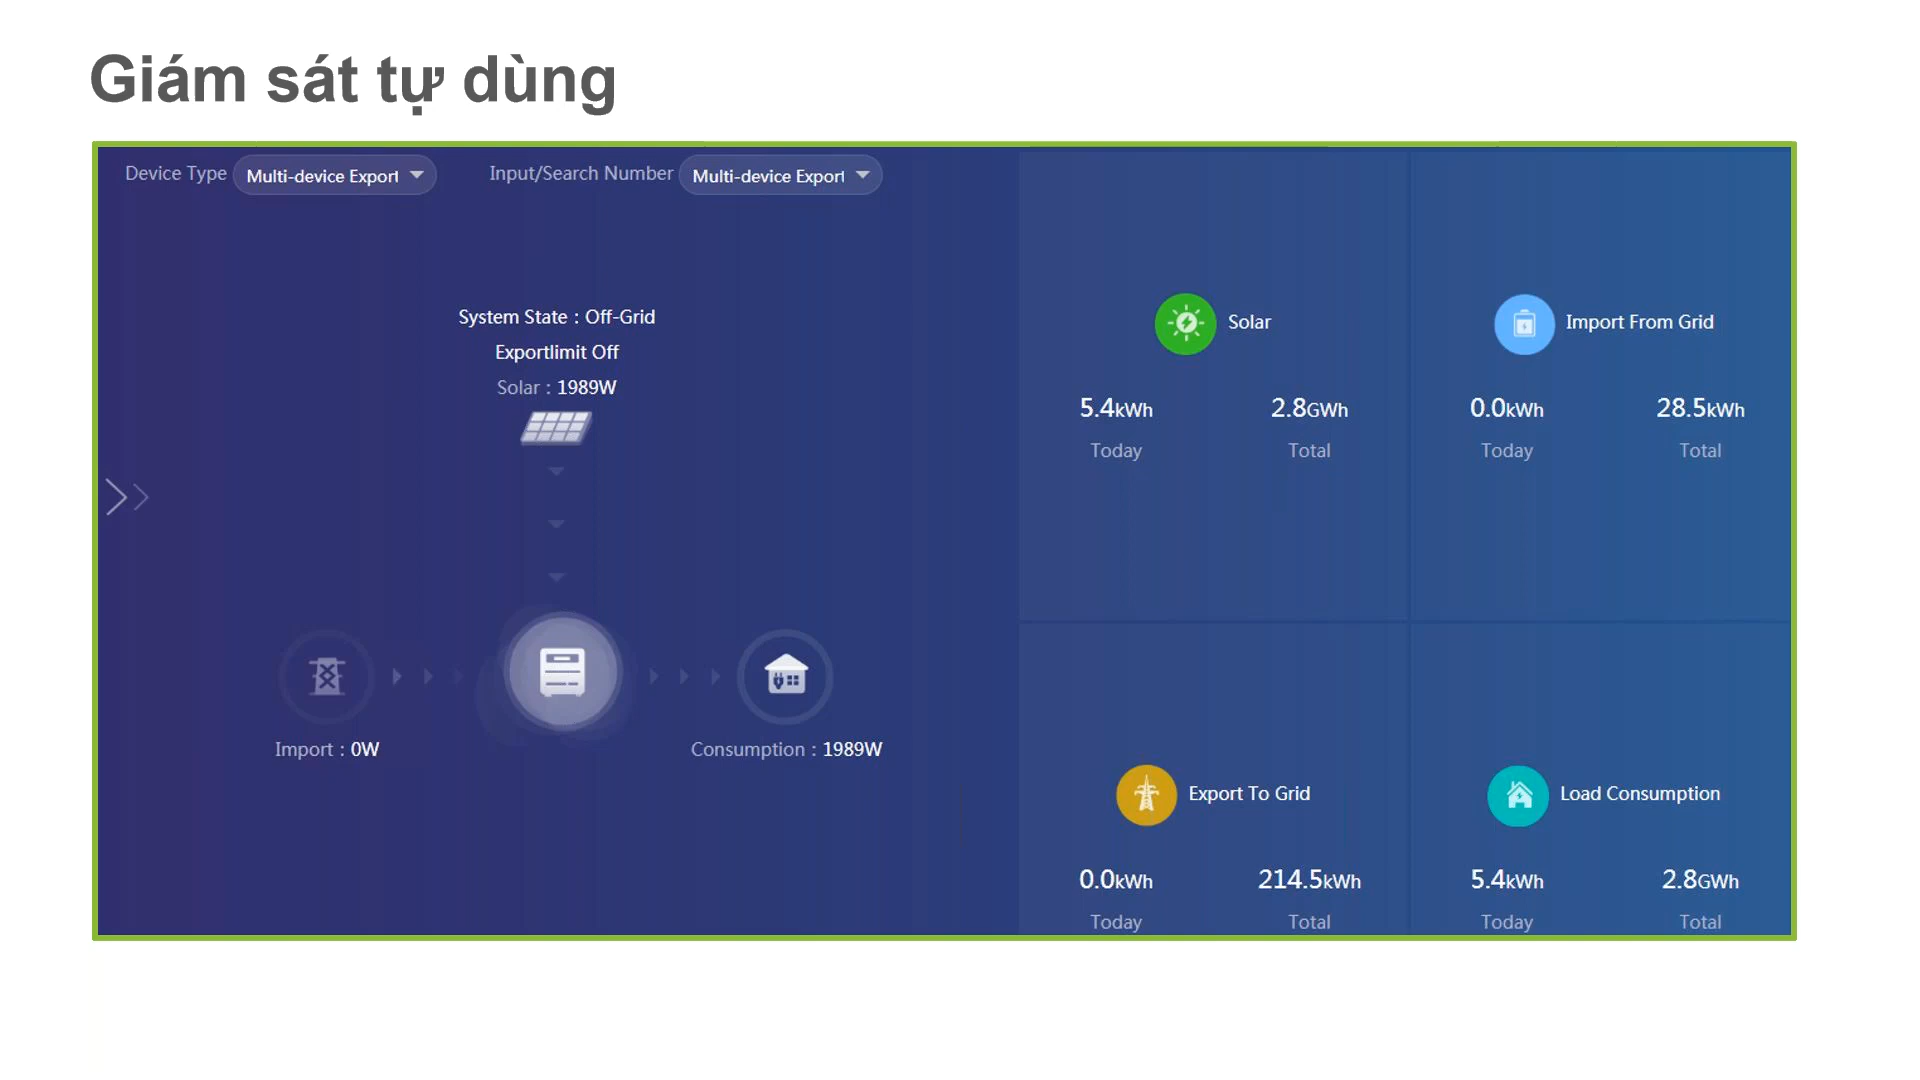 Giám sát tự dùng
Device Type Multi-device Export
Input/Search Number Multi-device Export
System State : Off-Grid
Exportlimit Off
Solar : 1989W
Import : 0W
Consumption : 1989W
Solar
5.4kWh 2.8GWh
Today Total
Import From Grid
0.0kWh 28.5kWh
Today Total
Export To Grid
0.0kWh 214.5kWh
Today Total
Load Consumption
5.4kWh 2.8GWh
Today Total